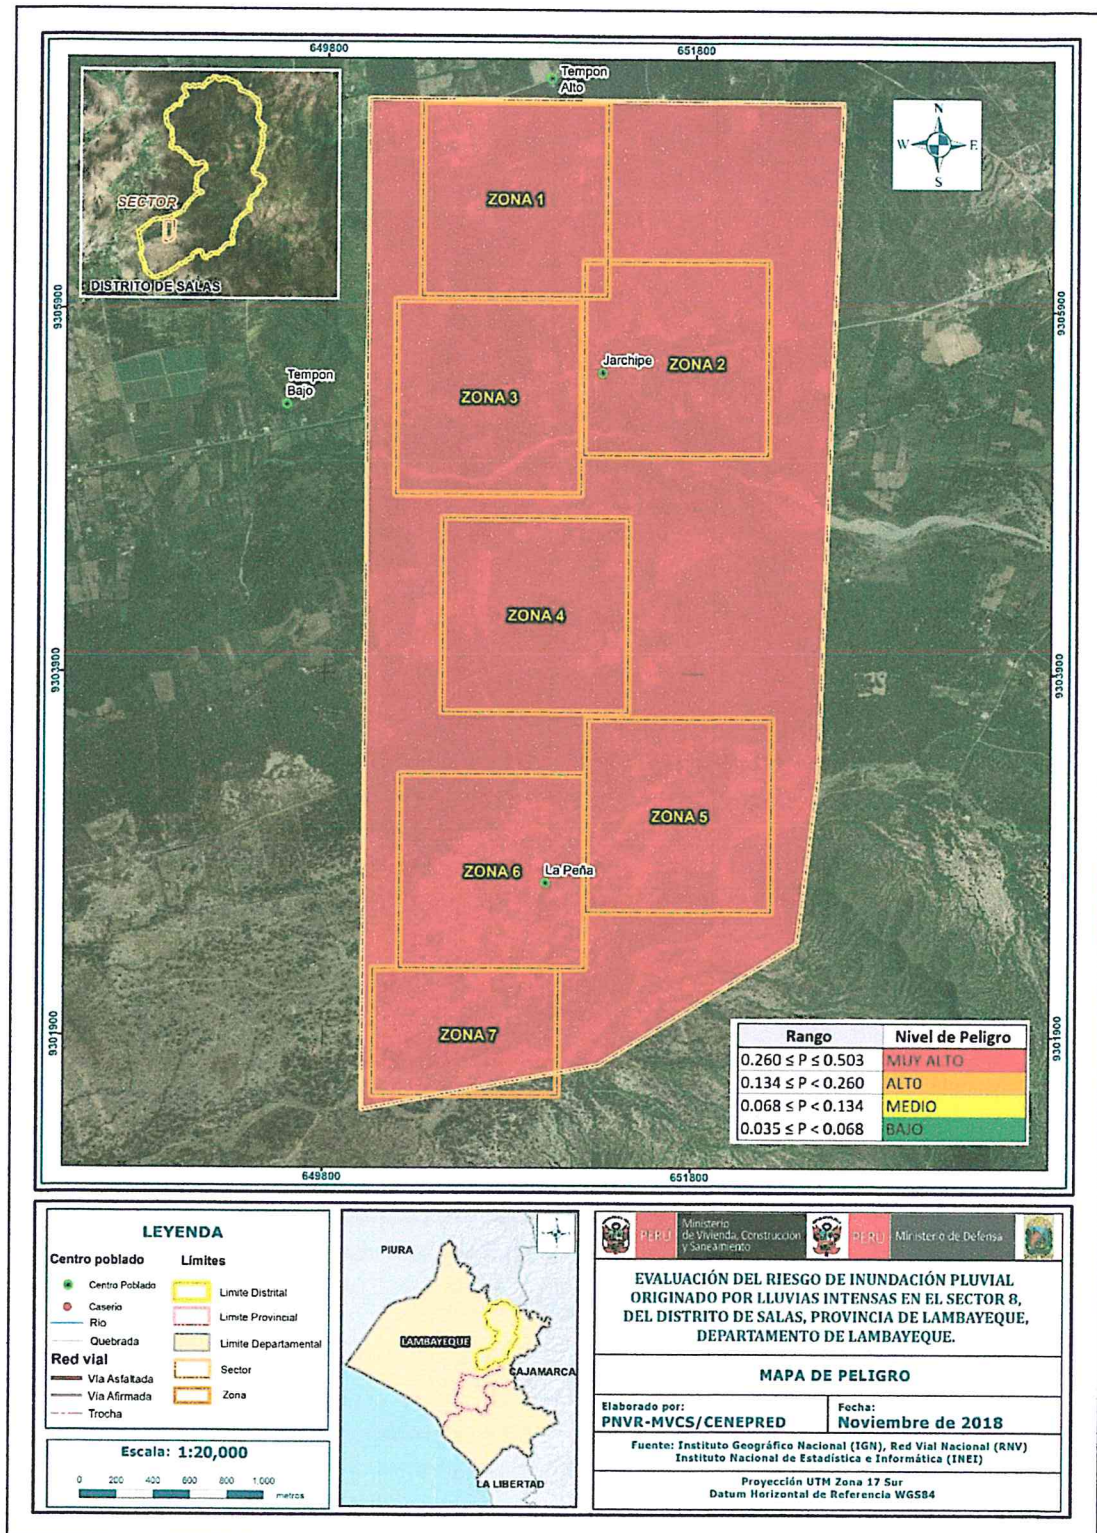 649800
651800
Tempon
Alto
N
W E
S
SECTOR
DISTRITO DE SALAS
ZONA 1
9305900
9305900
Jarchipe
ZONA 2
Tempon
Bajo
ZONA 3
ZONA 4
9303900
9303900
ZONA 5
ZONA 6
La Peña
ZONA 7
9301900
9301900
Rango Nivel de Peligro
0.260 ≤ P ≤ 0.503 MUY ALTO
0.134 ≤ P < 0.260 ALTO
0.068 ≤ P < 0.134 MEDIO
0.035 ≤ P < 0.068 BAJO
649800
651800
LEYENDA
Centro poblado
Centro Poblado
Caserio
Rio
Quebrada
Red vial
Vía Asfaltada
Vía Afirmada
Trocha
Límites
Limite Distrital
Limite Provincial
Limite Departamental
Sector
Zona
Escala: 1:20,000
0 200 400 600 800 1,000
metros
PIURA
LAMBAYEQUE
CAJAMARCA
LA LIBERTAD
PERÚ
Ministerio
de Vivienda, Construcción
y Saneamiento
PERÚ
Ministerio de Defensa
EVALUACIÓN DEL RIESGO DE INUNDACIÓN PLUVIAL
ORIGINADO POR LLUVIAS INTENSAS EN EL SECTOR 8,
DEL DISTRITO DE SALAS, PROVINCIA DE LAMBAYEQUE,
DEPARTAMENTO DE LAMBAYEQUE.
MAPA DE PELIGRO
Elaborado por:
PNVR-MVCS/CENEPRED
Fecha:
Noviembre de 2018
Fuente: Instituto Geográfico Nacional (IGN), Red Vial Nacional (RNV)
Instituto Nacional de Estadística e Informática (INEI)
Proyección UTM Zona 17 Sur
Datum Horizontal de Referencia WGS84